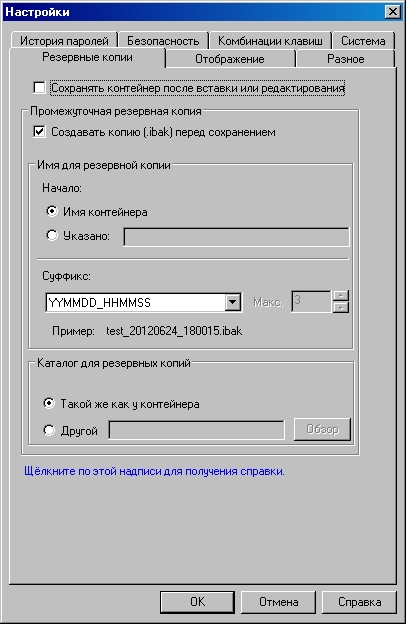 Настройки
История паролей Безопасность Комбинации клавиш Система
Резервные копии Отображение Разное
Сохранять контейнер после вставки или редактирования
Промежуточная резервная копия
Создавать копию (.ibak) перед сохранением
Имя для резервной копии
Начало:
Имя контейнера
Указано:
Суффикс:
YYMMDD_HHMMSS Макс. 3
Пример: test_20120624_180015.ibak
Каталог для резервных копий
Такой же как у контейнера
Другой Обзор
Щёлкните по этой надписи для получения справки.
OK Отмена Справка